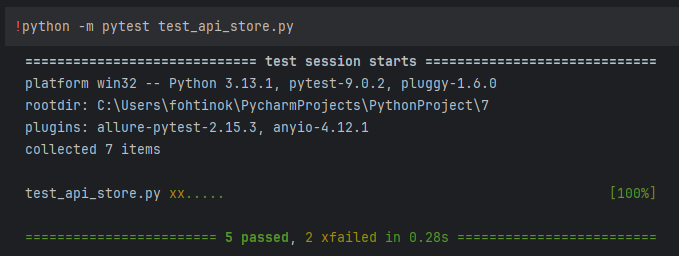 !python -m pytest test_api_store.py
============================= test session starts =============================
platform win32 -- Python 3.13.1, pytest-9.0.2, pluggy-1.6.0
rootdir: C:\Users\fohtinok\PycharmProjects\PythonProject\7
plugins: allure-pytest-2.15.3, anyio-4.12.1
collected 7 items
test_api_store.py xx..... [100%]
======================== 5 passed, 2 xfailed in 0.28s =========================